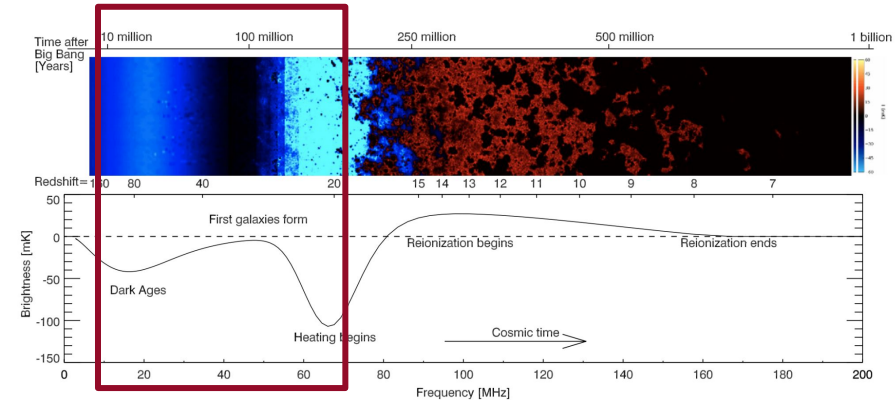 Time after
Big Bang
[Years]
10 million 100 million 250 million 500 million 1 billion
Redshift= 80 40 20 15 14 13 12 11 10 9 8 7
50
0
-50
-100
-150
Brightness [mK]
First galaxies form
Reionization begins Reionization ends
Dark Ages
Heating begins
Cosmic time
0 20 40 60 80 100 120 140 160 180 200
Frequency [MHz]